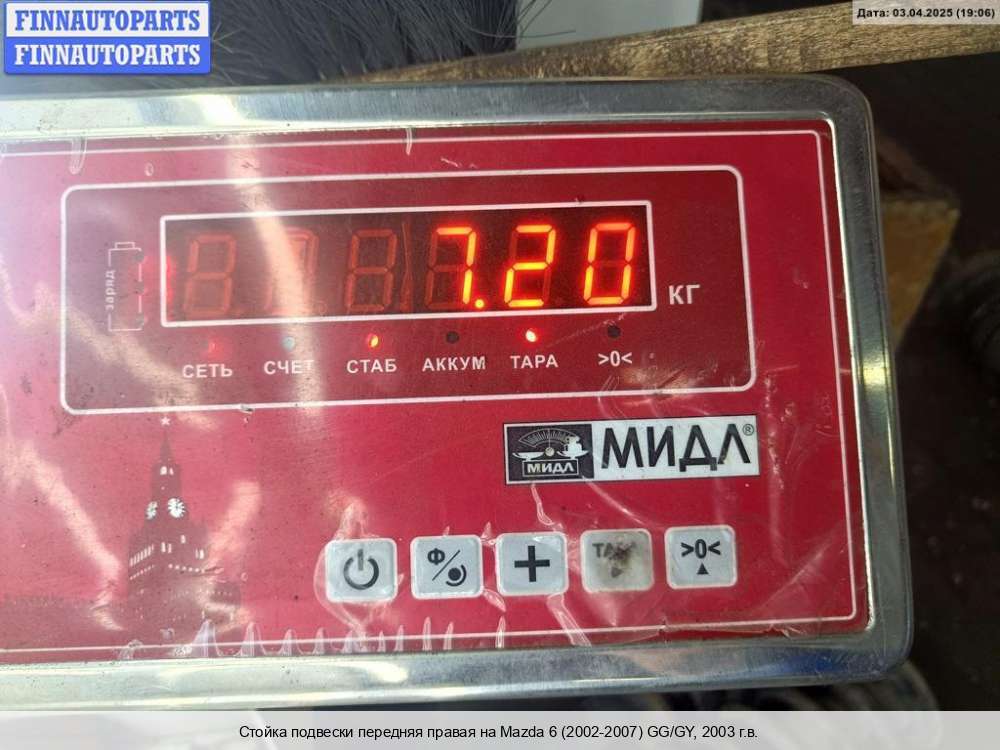 FINNAUTOPARTS
FINNAUTOPARTS
Дата: 03.04.2025 (19:06)
заряд
7.20
КГ
СЕТЬ СЧЕТ СТАБ АККУМ ТАРА >0<
МИДЛ
МИДЛ®
Ф/
+
>0<
Стойка подвески передняя правая на Mazda 6 (2002-2007) GG/GY, 2003 г.в.